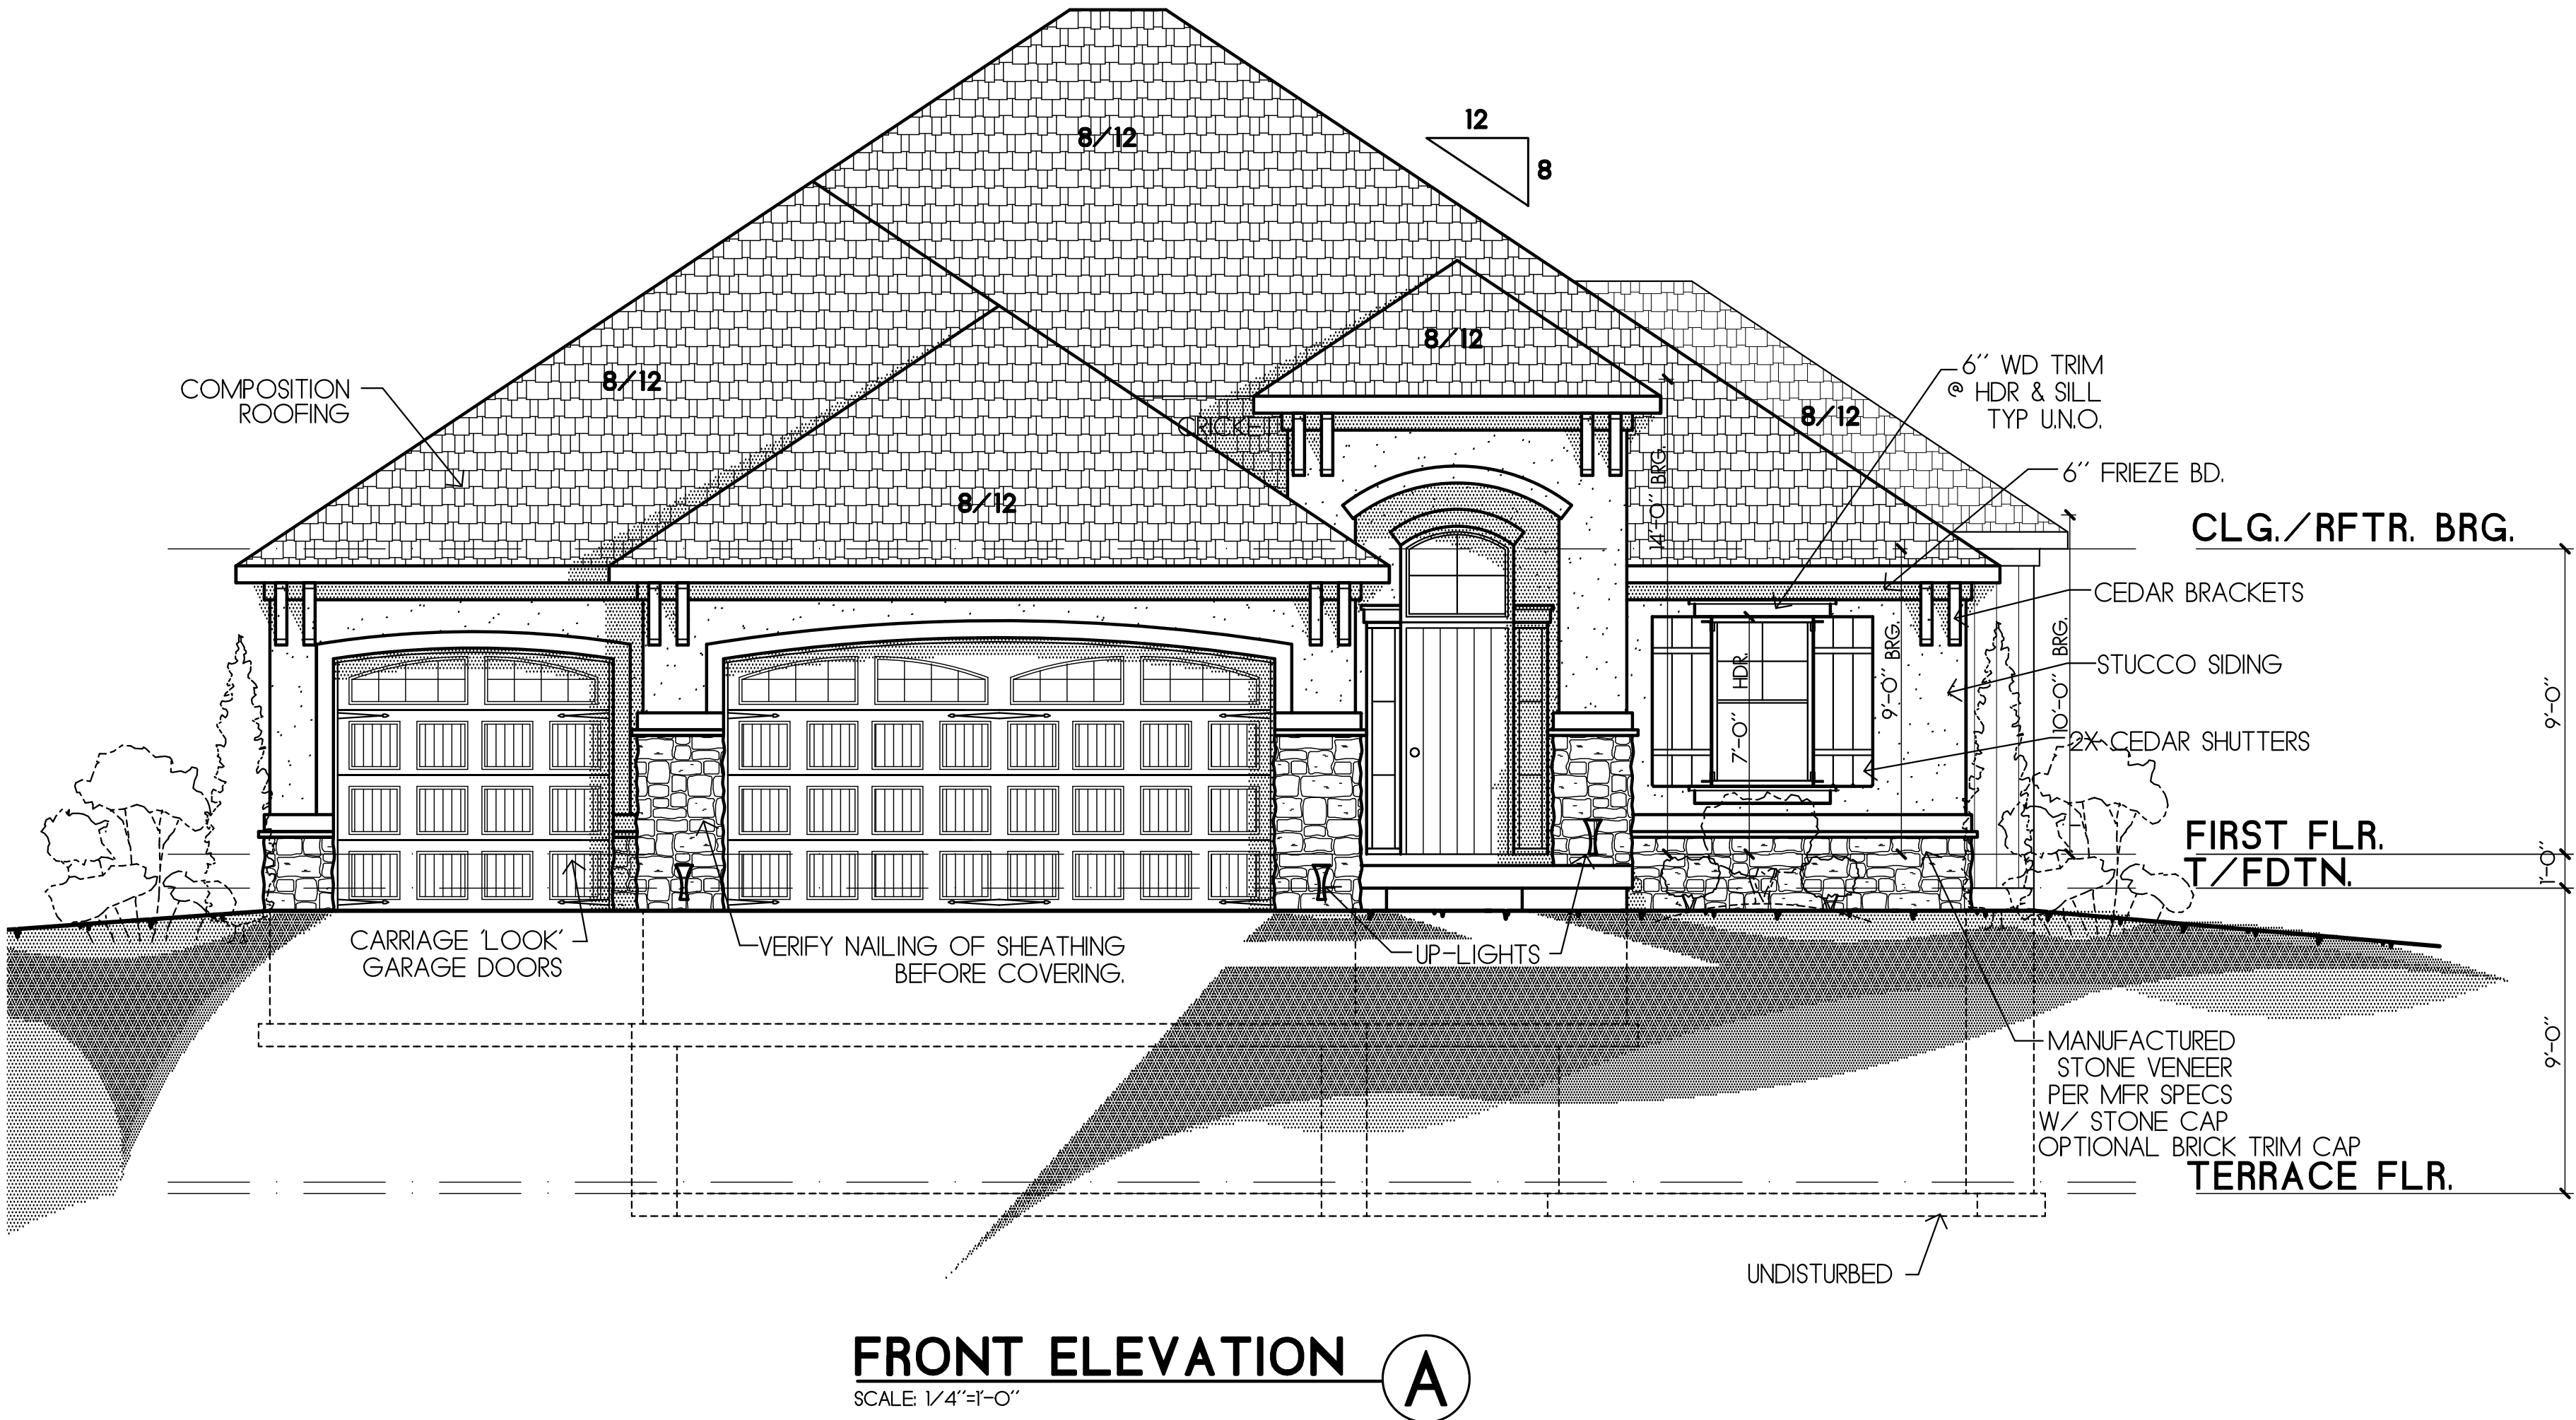 12
8/12
8
8/12
6" WD TRIM
@ HDR & SILL
TYP U.N.O.
COMPOSITION
ROOFING
8/12
8/12
CRICKET
14'-0" BRG.
6" FRIEZE BD.
8/12
CLG./RFTR. BRG.
CEDAR BRACKETS
STUCCO SIDING
7'-0" HDR.
9'-0" BRG.
10'-0" BRG.
9'-0"
2X CEDAR SHUTTERS
FIRST FLR.
T/FDTN.
1'-0"
CARRIAGE 'LOOK'
GARAGE DOORS
VERIFY NAILING OF SHEATHING
BEFORE COVERING.
UP-LIGHTS
MANUFACTURED
STONE VENEER
PER MFR SPECS
W/ STONE CAP
OPTIONAL BRICK TRIM CAP
9'-0"
TERRACE FLR.
UNDISTURBED
FRONT ELEVATION
A
SCALE: 1/4"=1'-0"